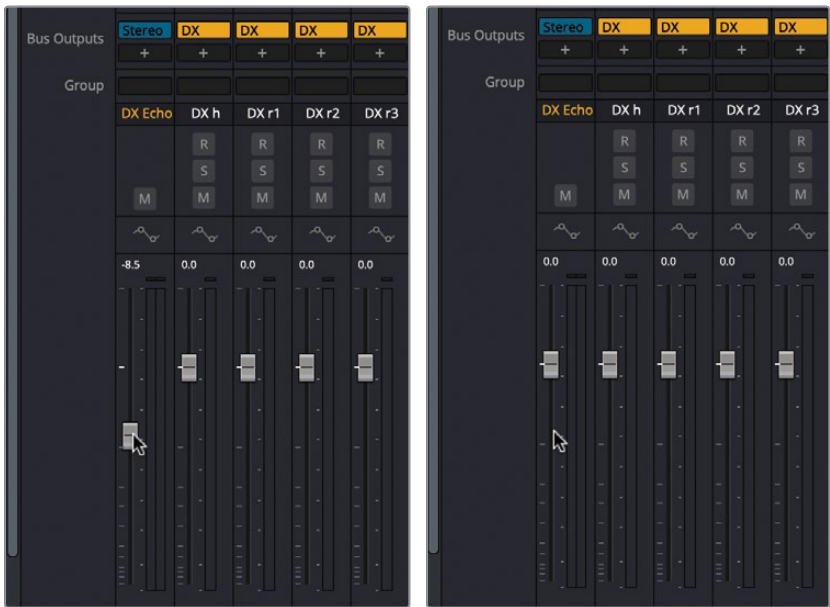 Bus Outputs Stereo DX DX DX DX
+ + + + +
Group
DX Echo DX h DX r1 DX r2 DX r3
R R R R
S S S S
M M M M M
-8.5 0.0 0.0 0.0 0.0
Bus Outputs Stereo DX DX DX DX
+ + + + +
Group
DX Echo DX h DX r1 DX r2 DX r3
R R R R
S S S S
M M M M M
0.0 0.0 0.0 0.0 0.0